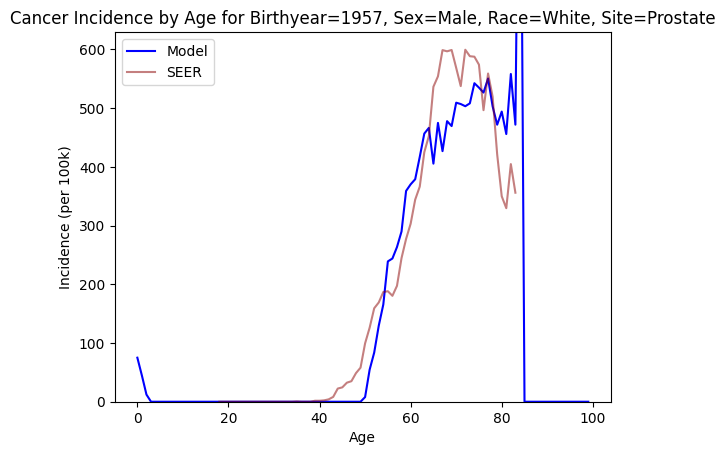 Cancer Incidence by Age for Birthyear=1957, Sex=Male, Race=White, Site=Prostate
Model
SEER
Incidence (per 100k)
600
500
400
300
200
100
0
0 20 40 60 80 100
Age